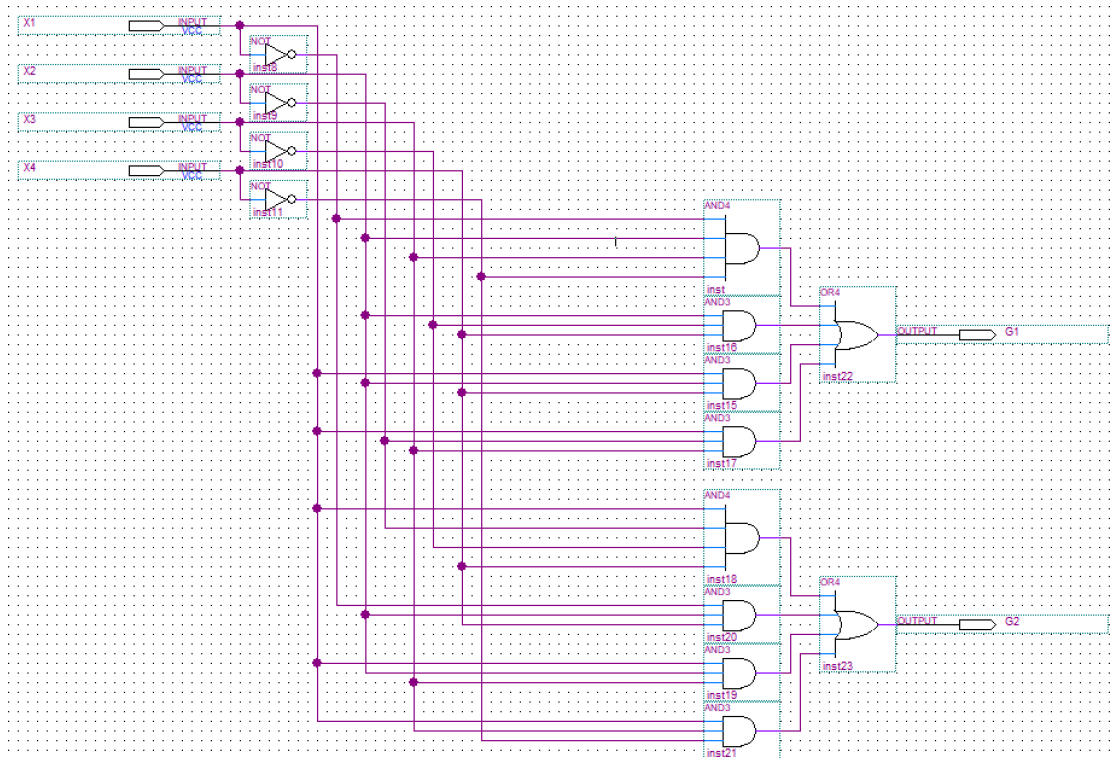 X1 INPUT
VCC
NOT
inst8
X2 INPUT
VCC
NOT
inst9
X3 INPUT
VCC
NOT
inst10
X4 INPUT
VCC
NOT
inst11
AND4
inst
AND3
inst16
AND3
inst15
AND3
inst17
OR4
inst22
OUTPUT G1
AND4
inst18
AND3
inst20
AND3
inst19
AND3
inst21
OR4
inst23
OUTPUT G2